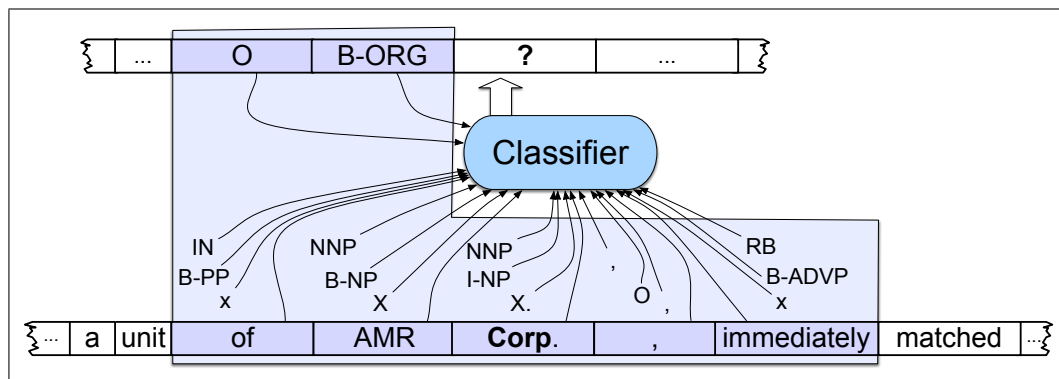 ... O B-ORG ? ...
Classifier
IN NNP NNP , RB
B-PP B-NP I-NP O , B-ADVP
x X X. x
... a unit of AMR Corp. , immediately matched ...